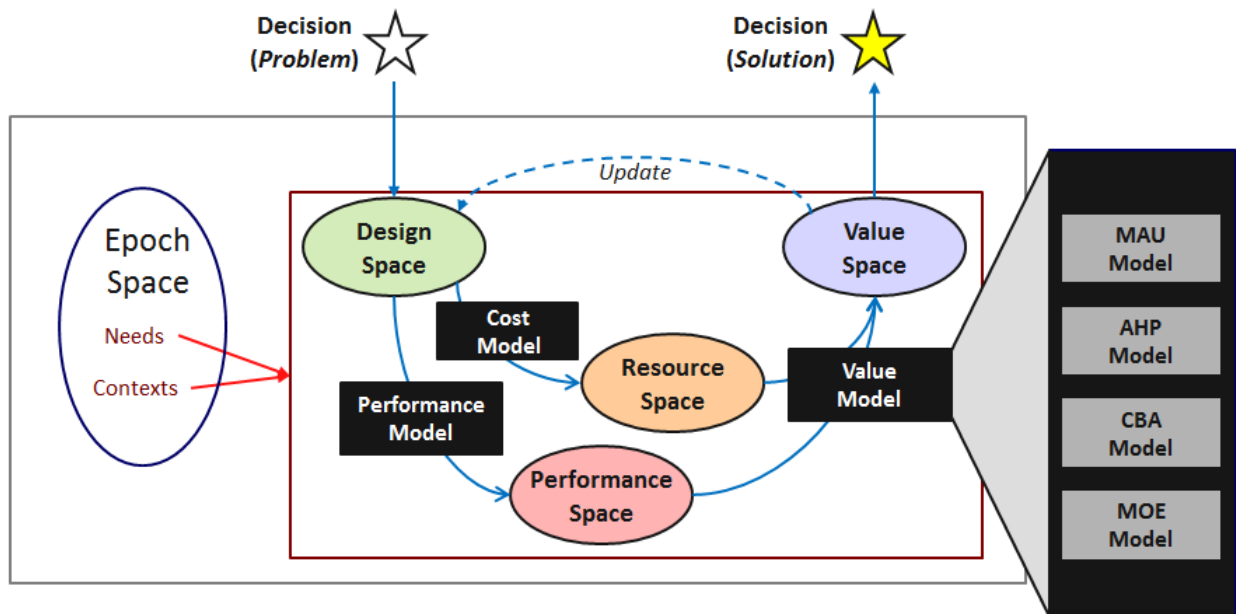 Decision
(Problem)
Decision
(Solution)
Update
Epoch
Space
Needs
Contexts
Design
Space
Value
Space
Cost
Model
Resource
Space
Performance
Model
Value
Model
Performance
Space
MAU
Model
AHP
Model
CBA
Model
MOE
Model